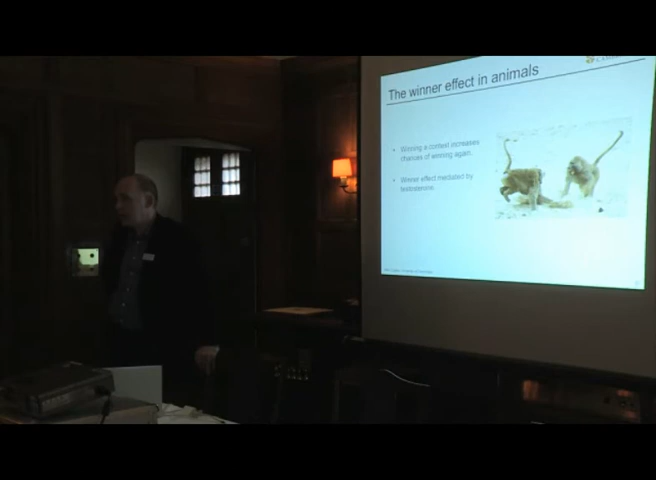 The winner effect in animals
• Winning a contest increases
chances of winning again.
• Winner effect mediated by
testosterone.